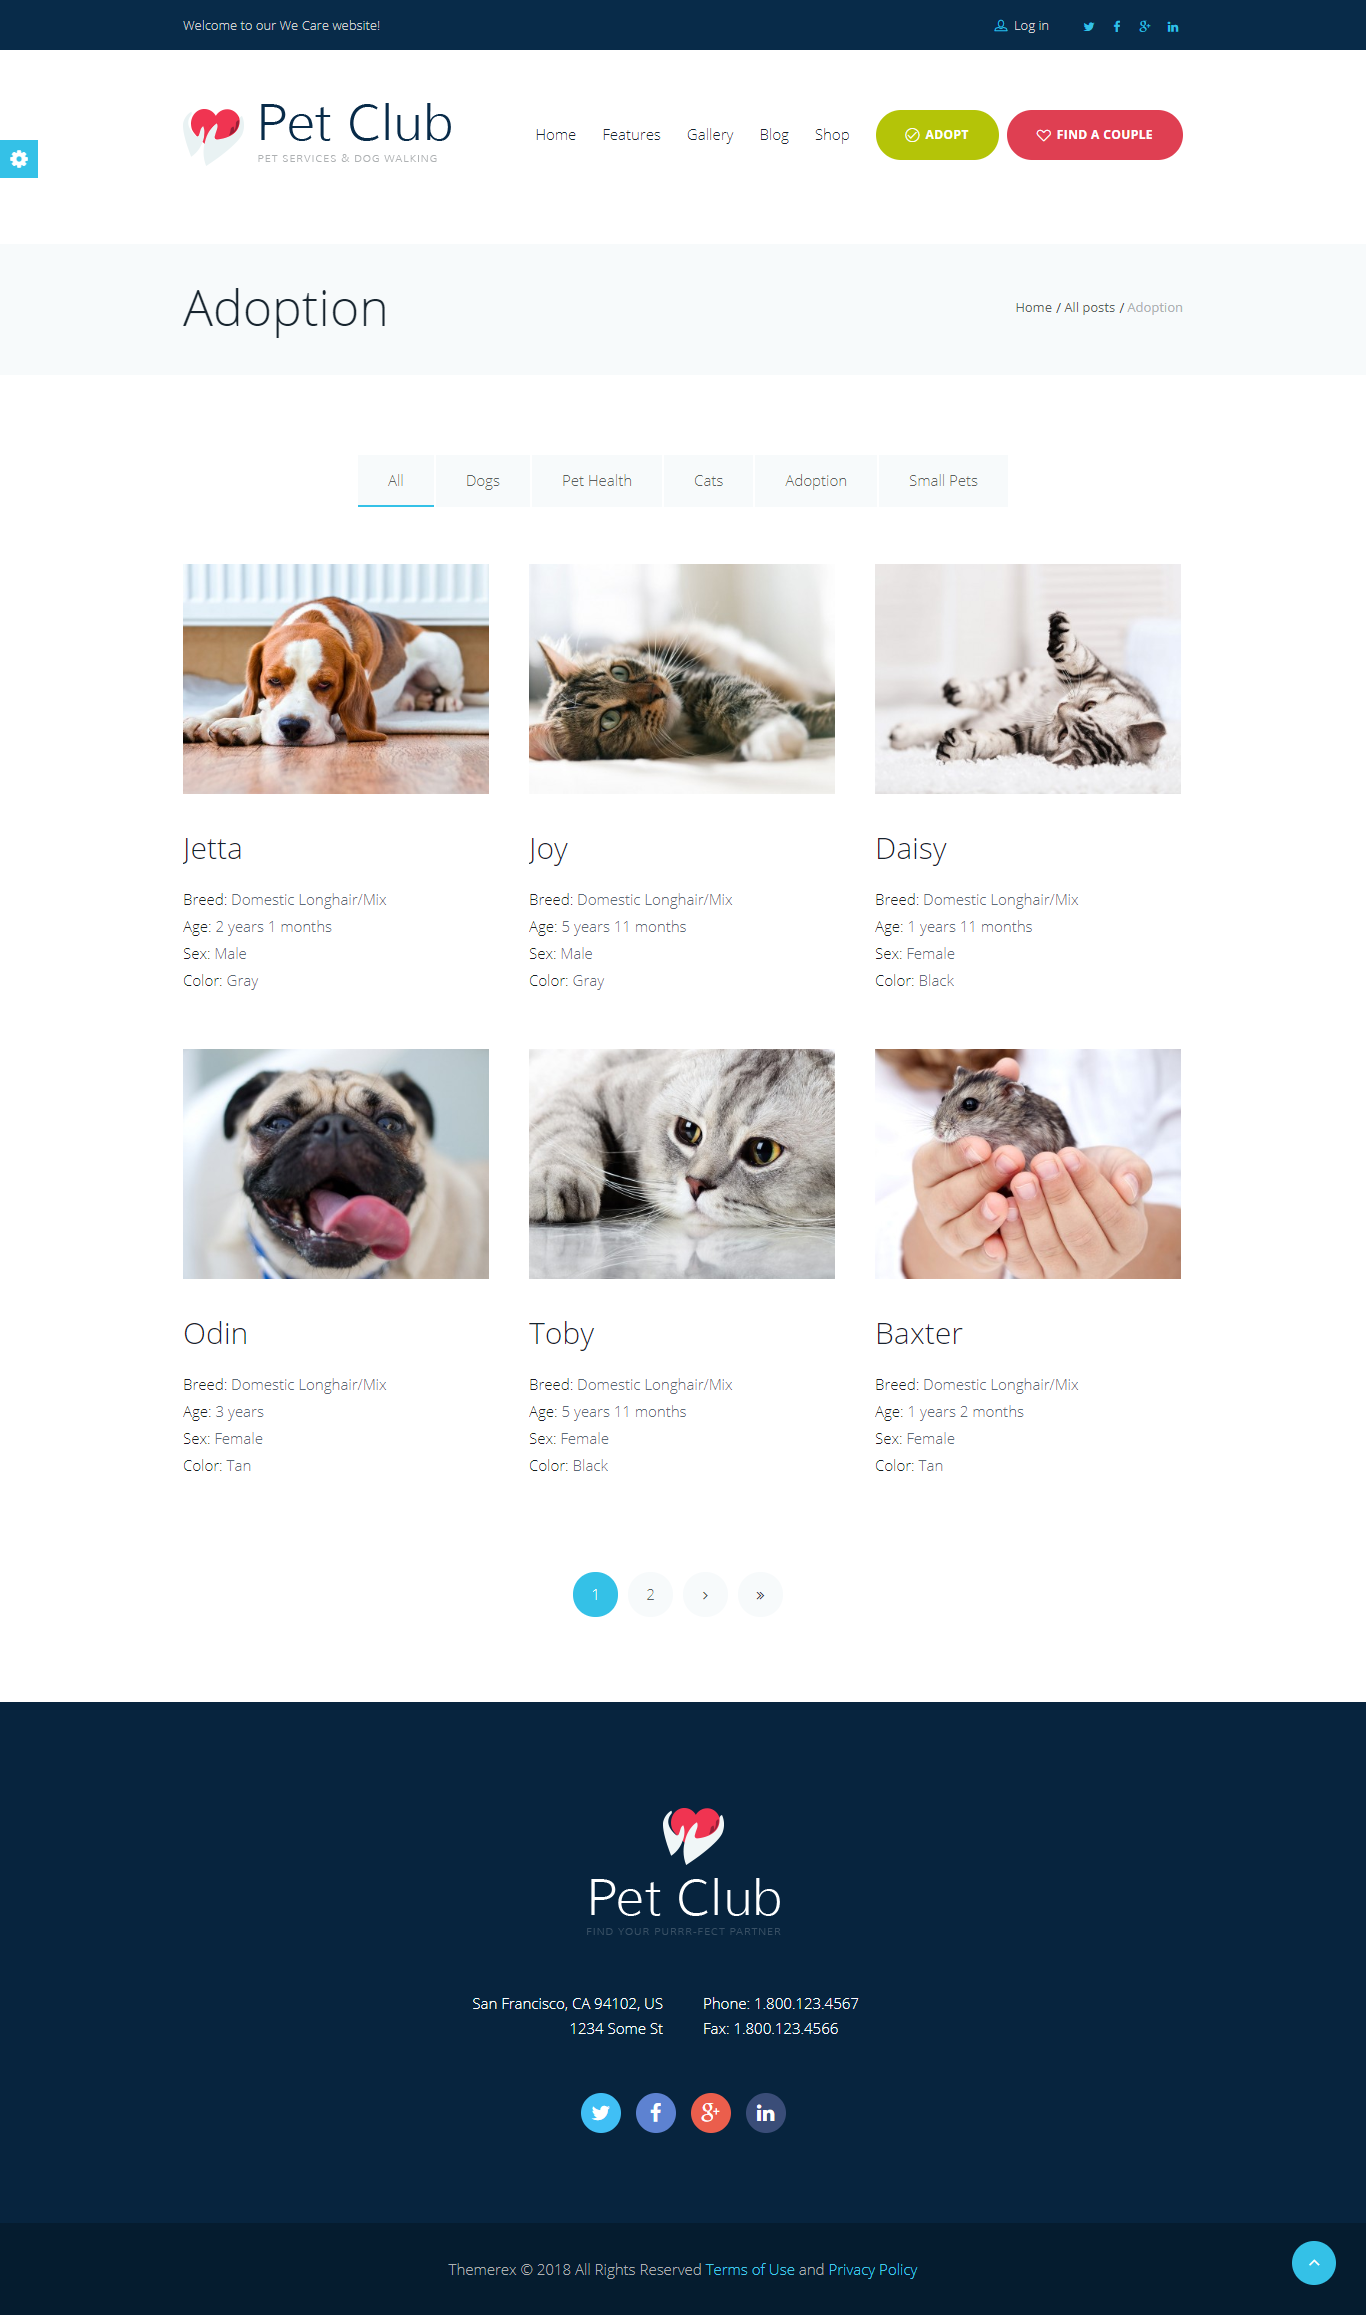 Welcome to our We Care website!
Log in
Pet Club
PET SERVICES & DOG WALKING
Home
Features
Gallery
Blog
Shop
ADOPT
FIND A COUPLE
Adoption
Home / All posts / Adoption
All
Dogs
Pet Health
Cats
Adoption
Small Pets
Jetta
Breed: Domestic Longhair/Mix
Age: 2 years 1 months
Sex: Male
Color: Gray
Joy
Breed: Domestic Longhair/Mix
Age: 5 years 11 months
Sex: Male
Color: Gray
Daisy
Breed: Domestic Longhair/Mix
Age: 1 years 11 months
Sex: Female
Color: Black
Odin
Breed: Domestic Longhair/Mix
Age: 3 years
Sex: Female
Color: Tan
Toby
Breed: Domestic Longhair/Mix
Age: 5 years 11 months
Sex: Female
Color: Black
Baxter
Breed: Domestic Longhair/Mix
Age: 1 years 2 months
Sex: Female
Color: Tan
1
2
›
»
Pet Club
FIND YOUR PURRR-FECT PARTNER
San Francisco, CA 94102, US
1234 Some St
Phone: 1.800.123.4567
Fax: 1.800.123.4566
Themerex © 2018 All Rights Reserved Terms of Use and Privacy Policy